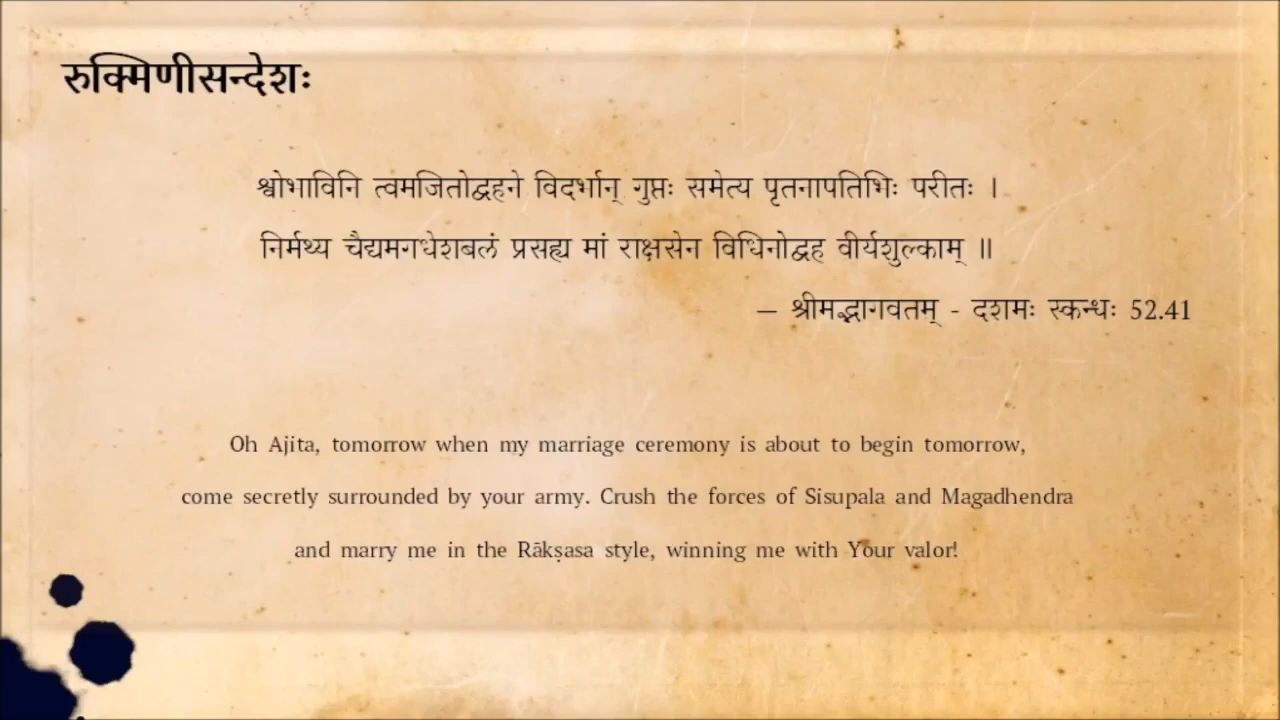 रुक्मिणीसन्देशः
श्वोभाविनि त्वमजितोद्वहने विदर्भान् गुप्तः समेत्य पृतनापतिभिः परीतः ।
निर्मथ्य चैद्यमगधेशबलं प्रसह्य मां राक्षसेन विधिनोद्वह वीर्यशुल्काम् ॥
– श्रीमद्भागवतम् - दशमः स्कन्धः 52.41
Oh Ajita, tomorrow when my marriage ceremony is about to begin tomorrow,
come secretly surrounded by your army. Crush the forces of Sisupala and Magadhendra
and marry me in the Rākṣasa style, winning me with Your valor!